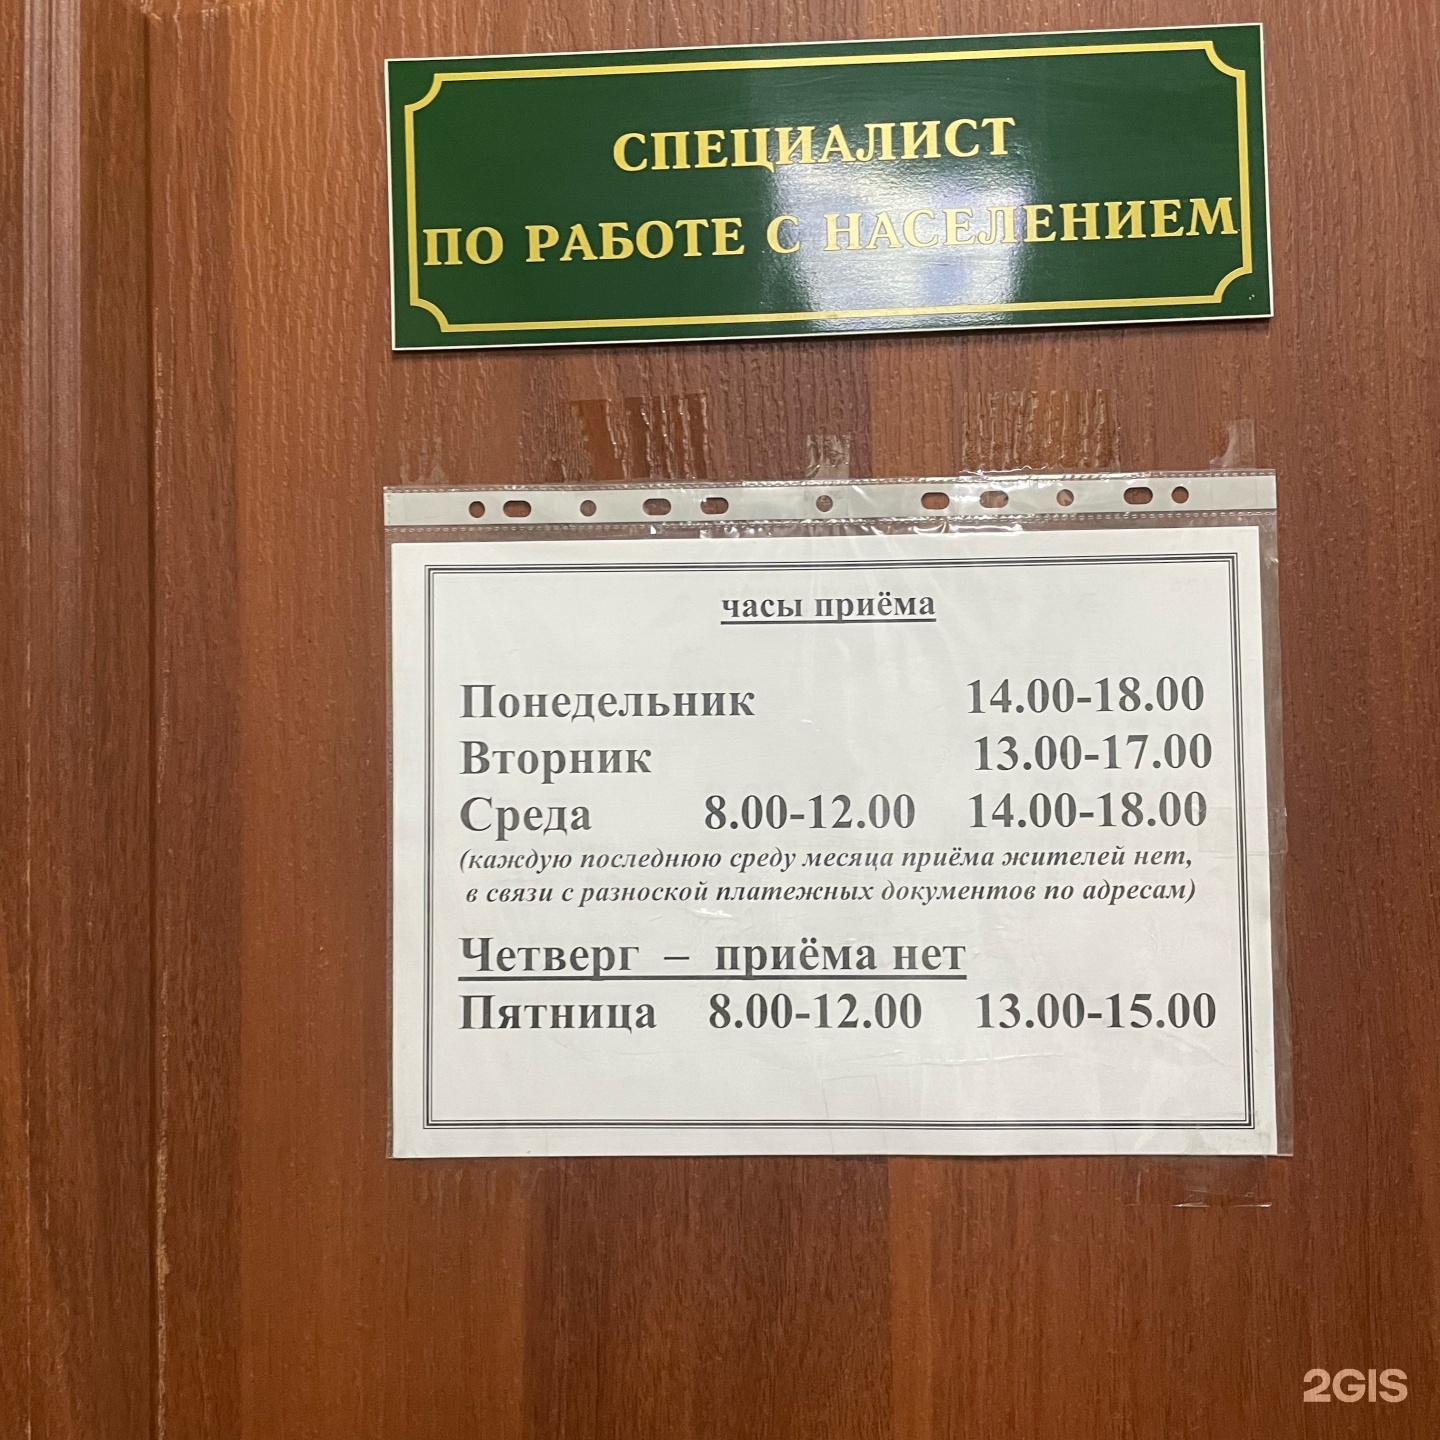 СПЕЦИАЛИСТ
ПО РАБОТЕ С НАСЕЛЕНИЕМ
часы приёма
Понедельник 14.00-18.00
Вторник 13.00-17.00
Среда 8.00-12.00 14.00-18.00
(каждую последнюю среду месяца приёма жителей нет,
в связи с разноской платежных документов по адресам)
Четверг – приёма нет
Пятница 8.00-12.00 13.00-15.00
2GIS